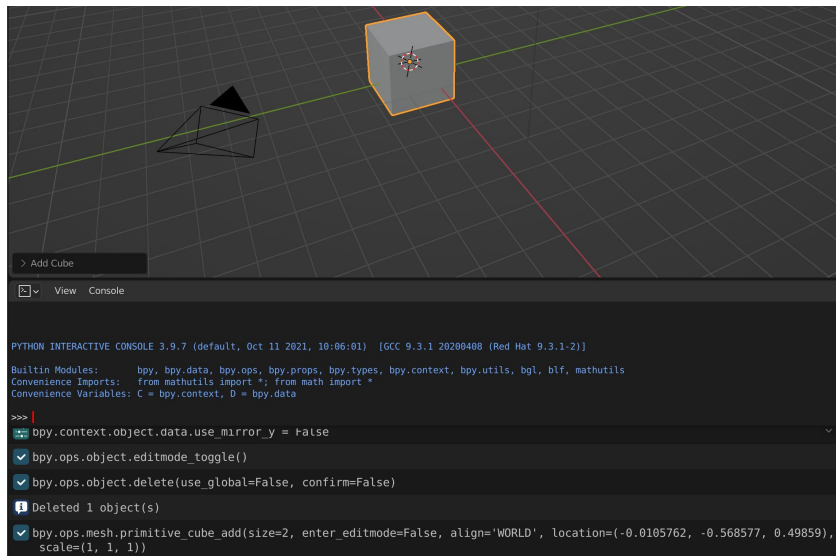 Add Cube
View Console
PYTHON INTERACTIVE CONSOLE 3.9.7 (default, Oct 11 2021, 10:06:01)  [GCC 9.3.1 20200408 (Red Hat 9.3.1-2)]
Builtin Modules:       bpy, bpy.data, bpy.ops, bpy.props, bpy.types, bpy.context, bpy.utils, bgl, blf, mathutils
Convenience Imports:   from mathutils import *; from math import *
Convenience Variables: C = bpy.context, D = bpy.data
>>>
bpy.context.object.data.use_mirror_y = False
bpy.ops.object.editmode_toggle()
bpy.ops.object.delete(use_global=False, confirm=False)
Deleted 1 object(s)
bpy.ops.mesh.primitive_cube_add(size=2, enter_editmode=False, align='WORLD', location=(-0.0105762, -0.568577, 0.49859),
scale=(1, 1, 1))